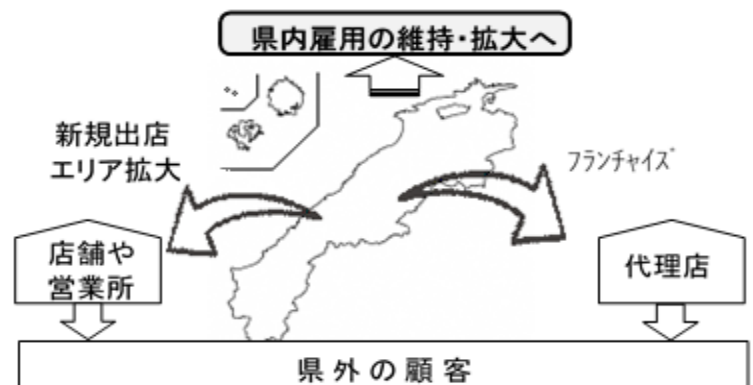 県内雇用の維持・拡大へ
新規出店
エリア拡大
ﾌﾗﾝﾁｬｲｽﾞ
店舗や
営業所
代理店
県外の顧客